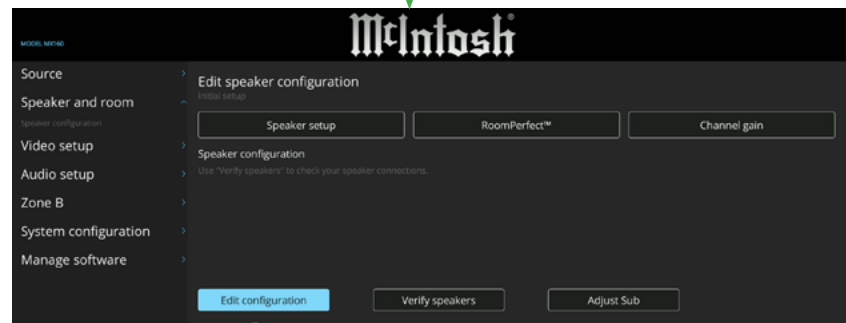 McIntosh
MODEL MX160
Source
Speaker and room
Speaker configuration
Video setup
Audio setup
Zone B
System configuration
Manage software
Edit speaker configuration
Initial setup
Speaker setup
RoomPerfect™
Channel gain
Speaker configuration
Use "Verify speakers" to check your speaker connections.
Edit configuration
Verify speakers
Adjust Sub